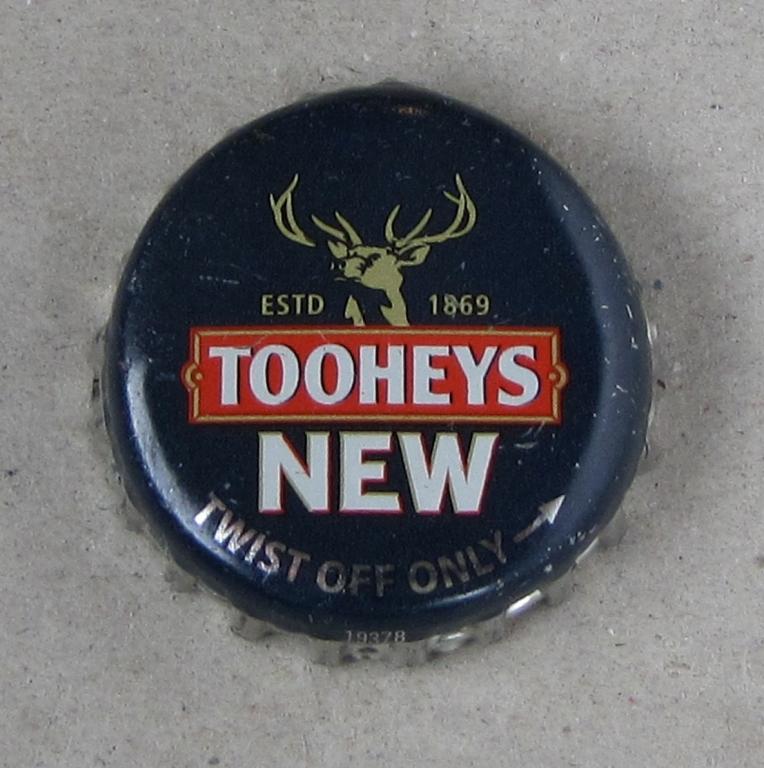 ESTD 1869
TOOHEYS
NEW
TWIST OFF ONLY
19378